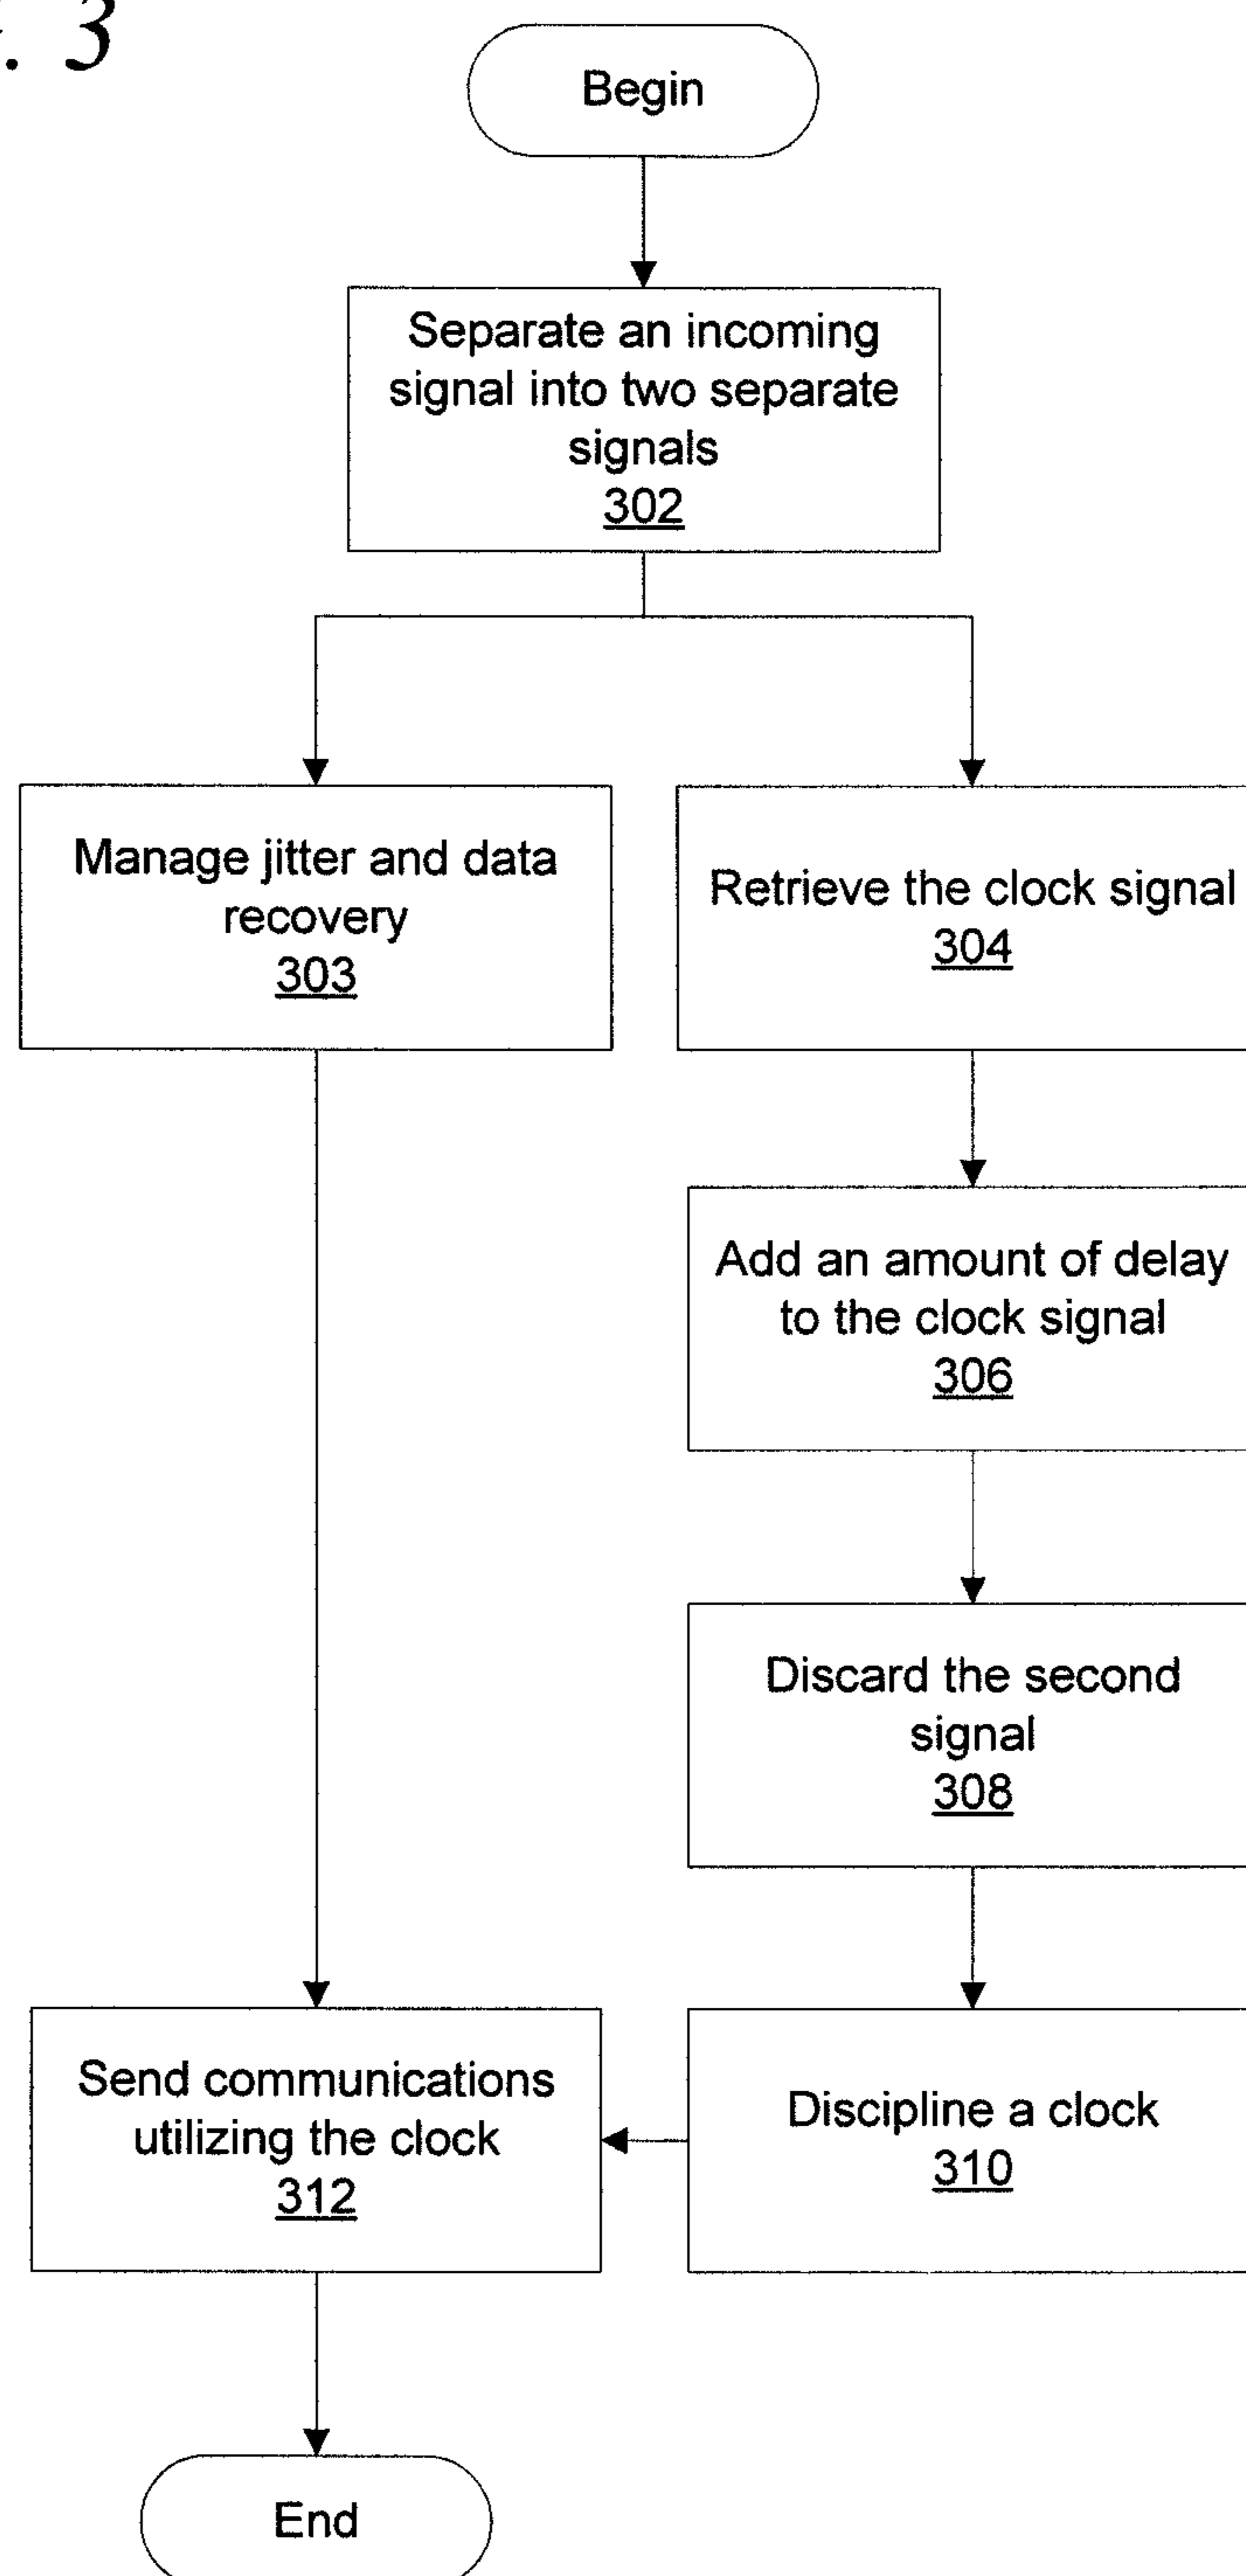 . 3
Begin
Separate an incoming
signal into two separate
signals
302
Manage jitter and data
recovery
303
Retrieve the clock signal
304
Add an amount of delay
to the clock signal
306
Discard the second
signal
308
Send communications
utilizing the clock
312
Discipline a clock
310
End